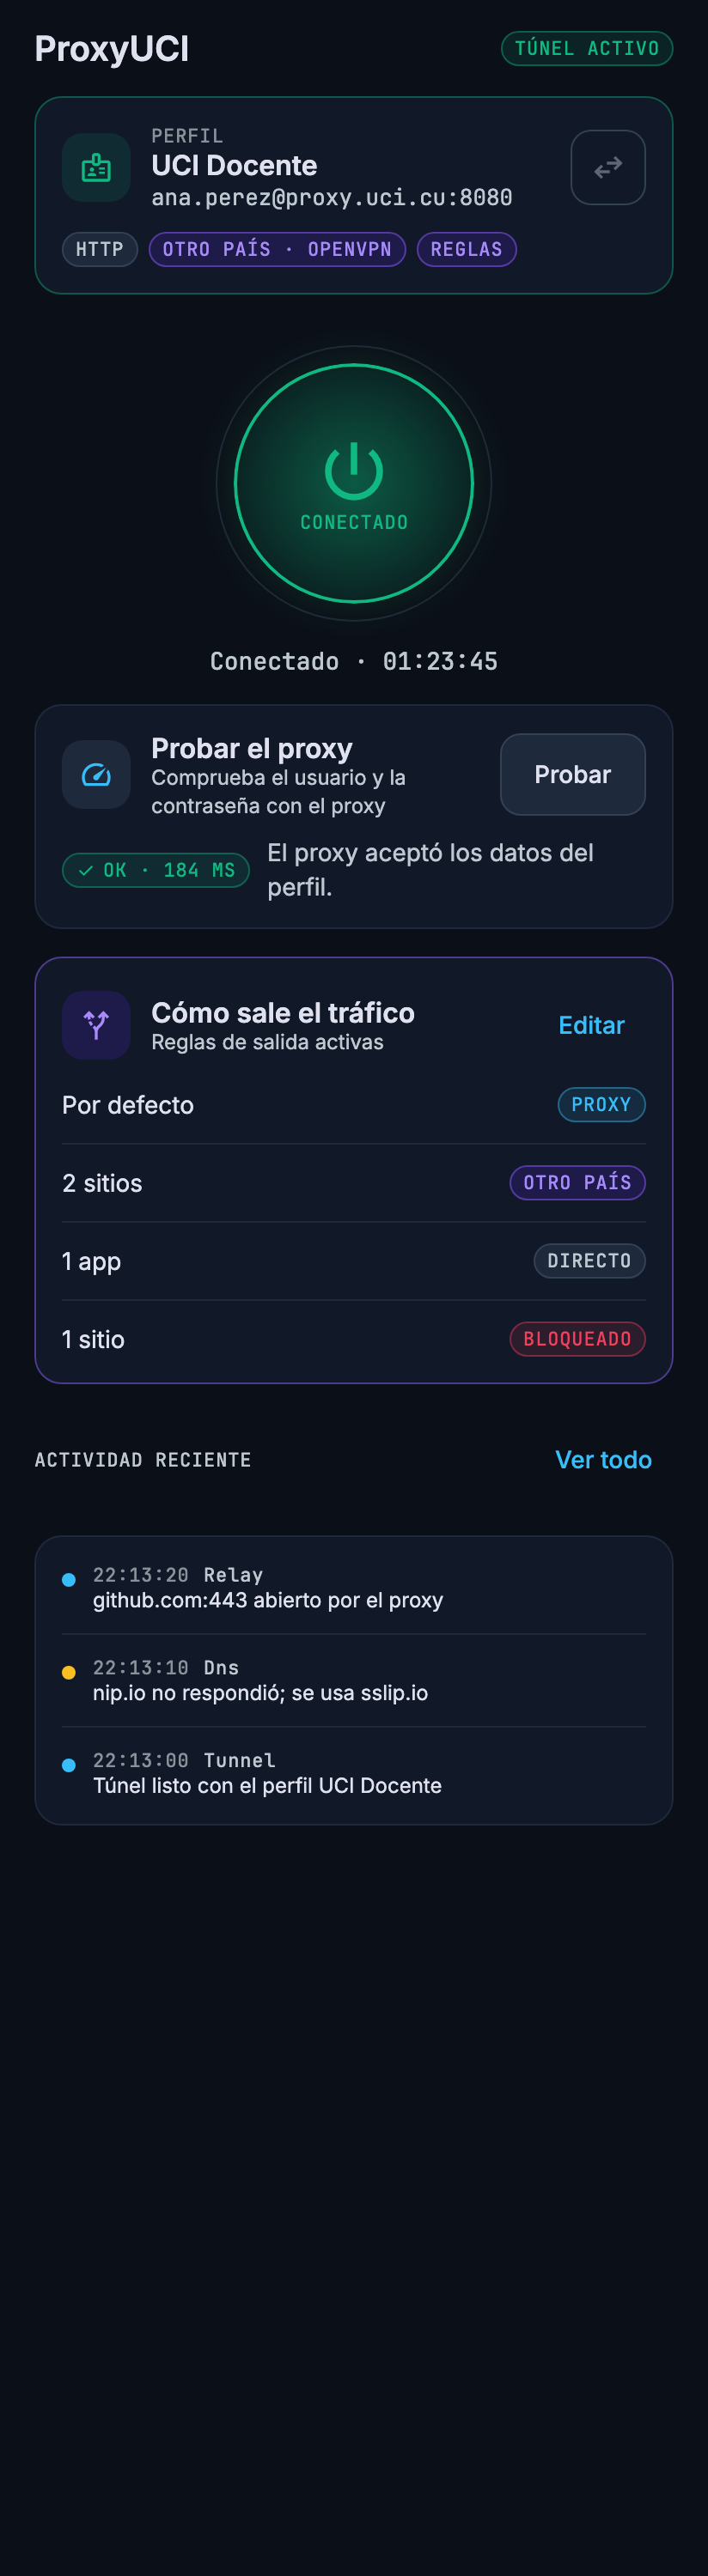 ProxyUCI
TÚNEL ACTIVO
PERFIL
UCI Docente
ana.perez@proxy.uci.cu:8080
HTTP
OTRO PAÍS · OPENVPN
REGLAS
CONECTADO
Conectado · 01:23:45
Probar el proxy
Comprueba el usuario y la
contraseña con el proxy
Probar
OK · 184 MS
El proxy aceptó los datos del
perfil.
Cómo sale el tráfico
Reglas de salida activas
Editar
Por defecto
PROXY
2 sitios
OTRO PAÍS
1 app
DIRECTO
1 sitio
BLOQUEADO
ACTIVIDAD RECIENTE
Ver todo
22:13:20 Relay
github.com:443 abierto por el proxy
22:13:10 Dns
nip.io no respondió; se usa sslip.io
22:13:00 Tunnel
Túnel listo con el perfil UCI Docente